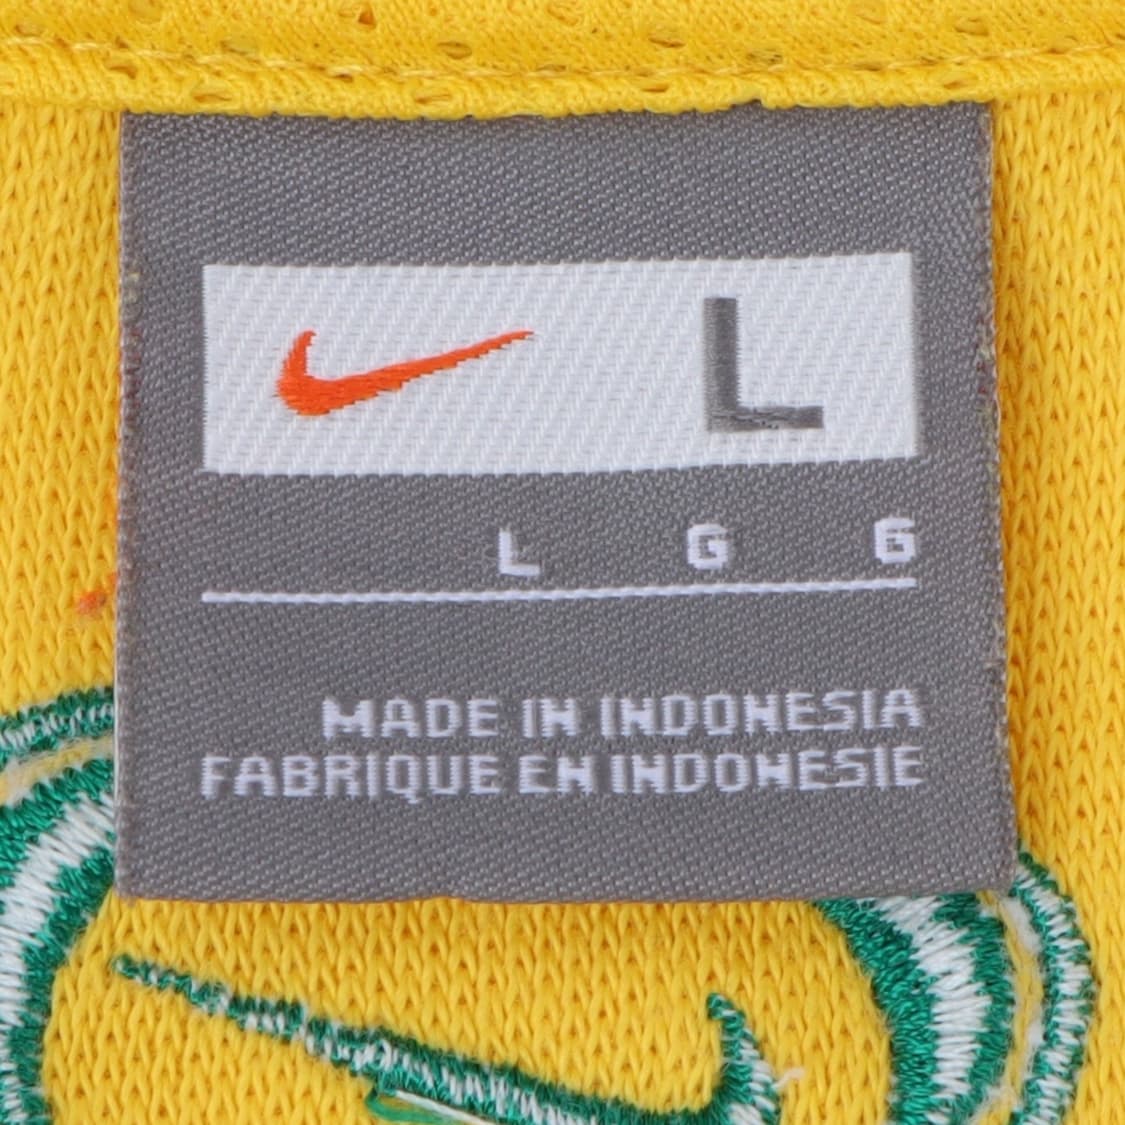 L
L G G
MADE IN INDONESIA
FABRIQUE EN INDONESIE